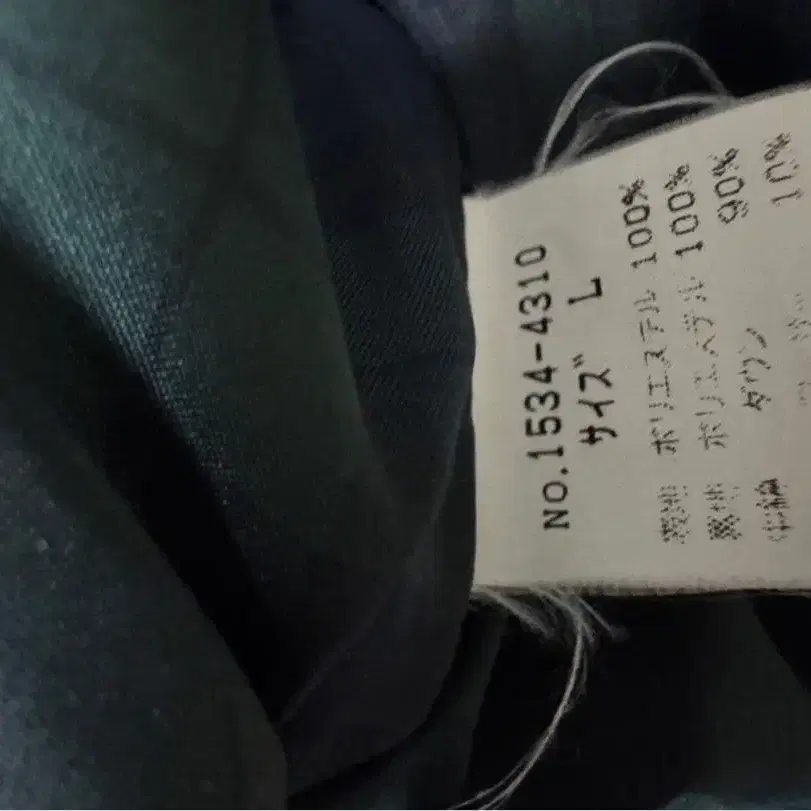 NO.1534-4310
サイズ L
表地 ポリエステル 100%
裏地 ポリエステル 100%
中綿 ダウン 90%
10%